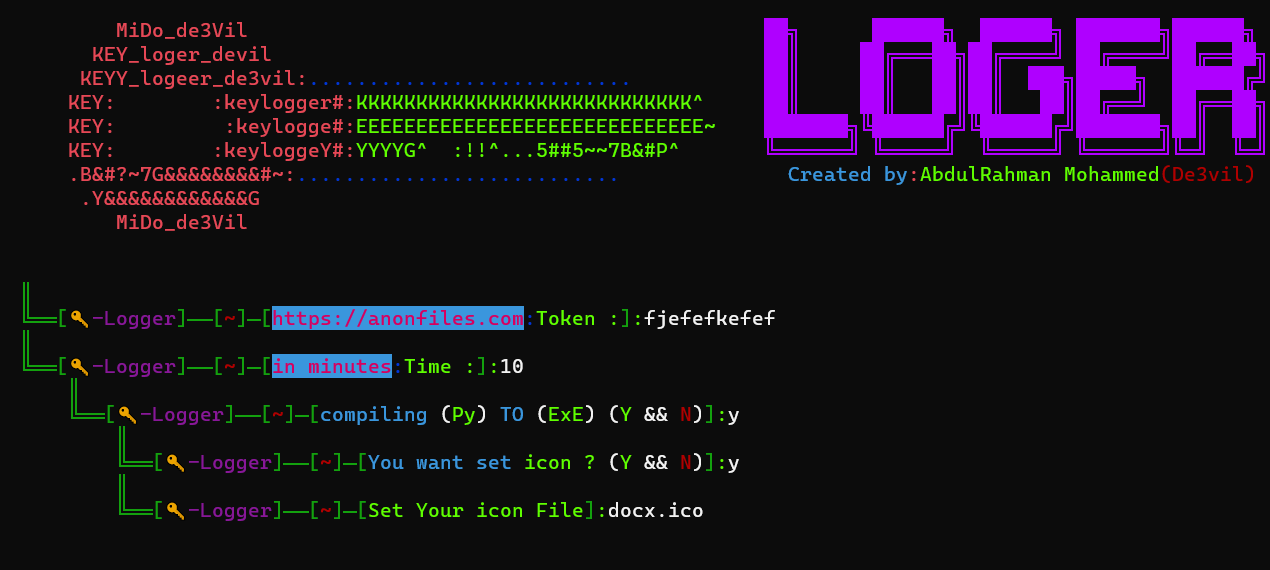 MiDo_de3Vil
KEY_loger_devil
KEYY_logeer_de3vil:...........................
KEY:        :keylogger#:KKKKKKKKKKKKKKKKKKKKKKKKKKKK^
KEY:         :keylogge#:EEEEEEEEEEEEEEEEEEEEEEEEEEEEE~
KEY:        :keyloggeY#:YYYYG^  :!!^...5##5~~7B&#P^
.B&#?~7G&&&&&&&&#~:...........................
.Y&&&&&&&&&&&&G
MiDo_de3Vil
LOGER
Created by:AbdulRahman Mohammed(De3vil)
[🔑-Logger]——[~]—[https://anonfiles.com:Token :]:fjefefkefef
[🔑-Logger]——[~]—[in minutes:Time :]:10
[🔑-Logger]——[~]—[compiling (Py) TO (ExE) (Y && N)]:y
[🔑-Logger]——[~]—[You want set icon ? (Y && N)]:y
[🔑-Logger]——[~]—[Set Your icon File]:docx.ico